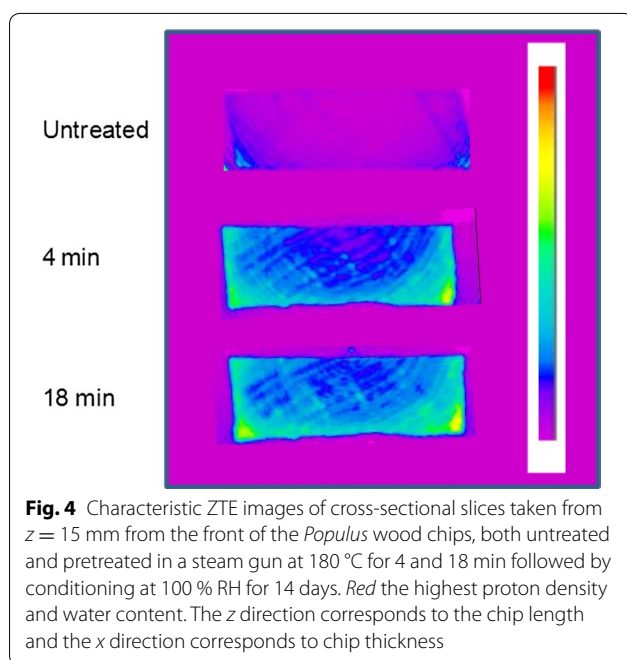 Untreated
4 min
18 min
Fig. 4 Characteristic ZTE images of cross-sectional slices taken from
z = 15 mm from the front of the Populus wood chips, both untreated
and pretreated in a steam gun at 180 °C for 4 and 18 min followed by
conditioning at 100 % RH for 14 days. Red the highest proton density
and water content. The z direction corresponds to the chip length
and the x direction corresponds to chip thickness